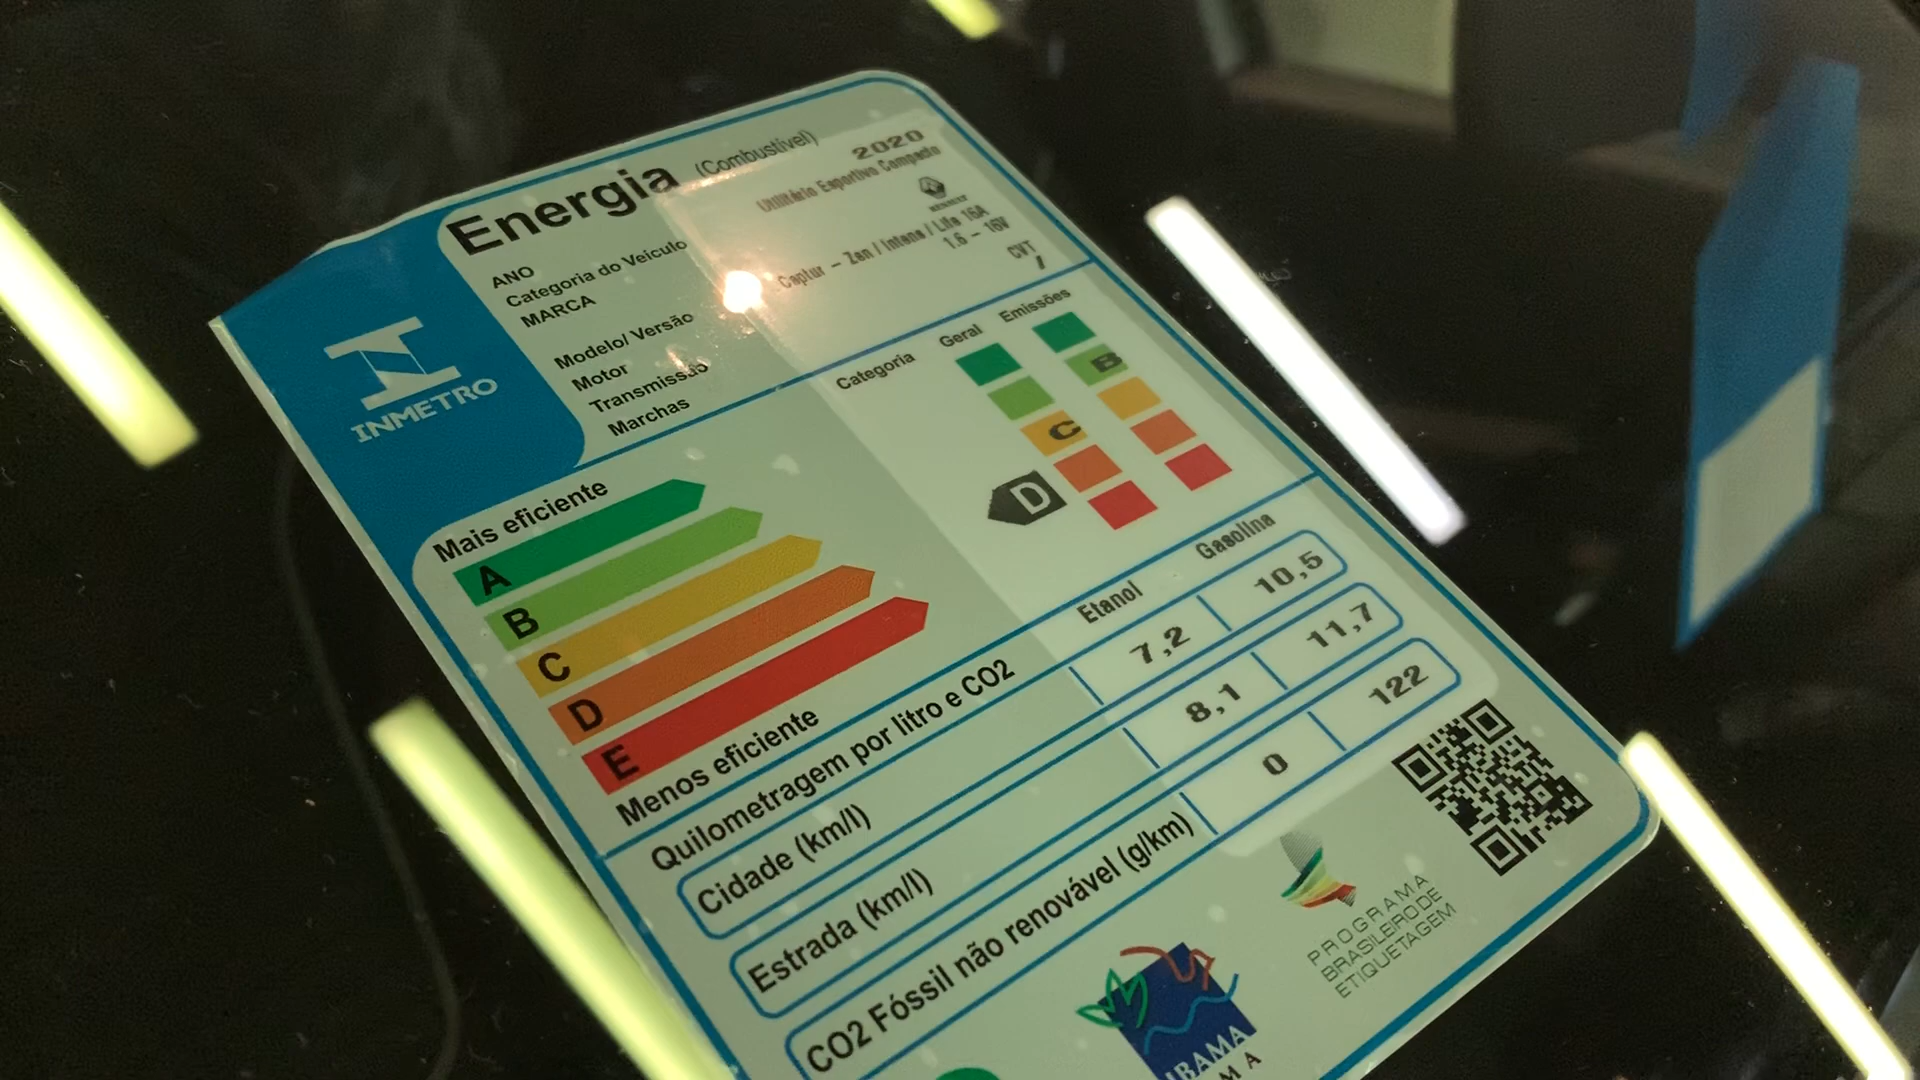 Energia (Combustível)
ANO 2020
Categoria do Veículo Utilitário Esportivo Compacto
MARCA RENAULT
Modelo/ Versão Captur - Zen / Intens / Life 16A
Motor 1.6 - 16V
Transmissão CVT
Marchas
INMETRO
Categoria Geral Emissões
B
C
D
Mais eficiente
A
B
C
D
E
Menos eficiente
Quilometragem por litro e CO2 Etanol Gasolina
Cidade (km/l) 7,2 10,5
Estrada (km/l) 8,1 11,7
CO2 Fóssil não renovável (g/km) 0 122
IBAMA
M A
PROGRAMA
BRASILEIRO DE
ETIQUETAGEM